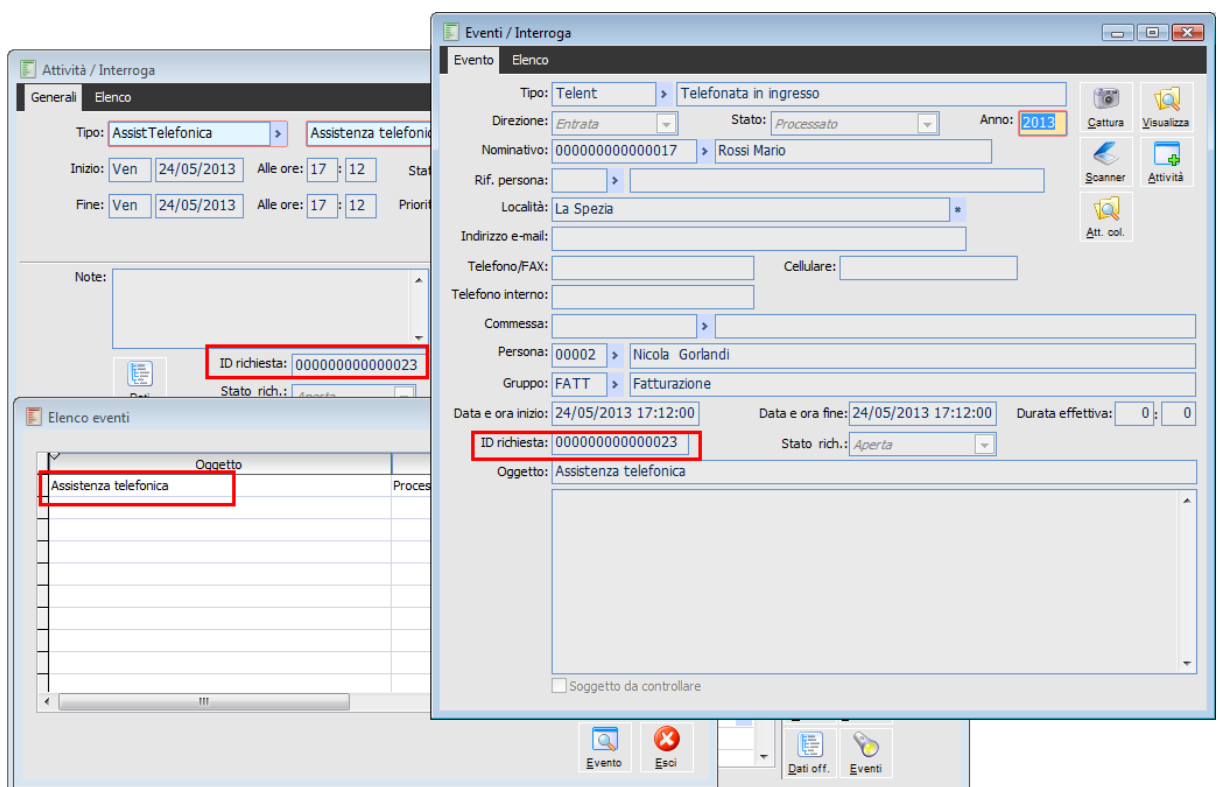 Attività / Interroga
Generali Elenco
Tipo: AssistTelefonica Assistenza
Inizio: Ven 24/05/2013 Alle ore: 17 : 12
Fine: Ven 24/05/2013 Alle ore: 17 : 12
Note:
ID richiesta: 000000000000023
Stato rich.: Aperta
Elenco eventi
Oggetto
Assistenza telefonica
Evento Esci
Dati off. Eventi
Eventi / Interroga
Evento Elenco
Tipo: Telent Telefonata in ingresso
Direzione: Entrata Stato: Processato Anno: 2013
Cattura Visualizza
Nominativo: 000000000000017 Rossi Mario
Rif. persona:
Scanner Attività
Località: La Spezia *
Att. col.
Indirizzo e-mail:
Telefono/FAX: Cellulare:
Telefono interno:
Commessa:
Persona: 00002 Nicola Gorlandi
Gruppo: FATT Fatturazione
Data e ora inizio: 24/05/2013 17:12:00 Data e ora fine: 24/05/2013 17:12:00 Durata effettiva: 0 : 0
ID richiesta: 000000000000023 Stato rich.: Aperta
Oggetto: Assistenza telefonica
Soggetto da controllare